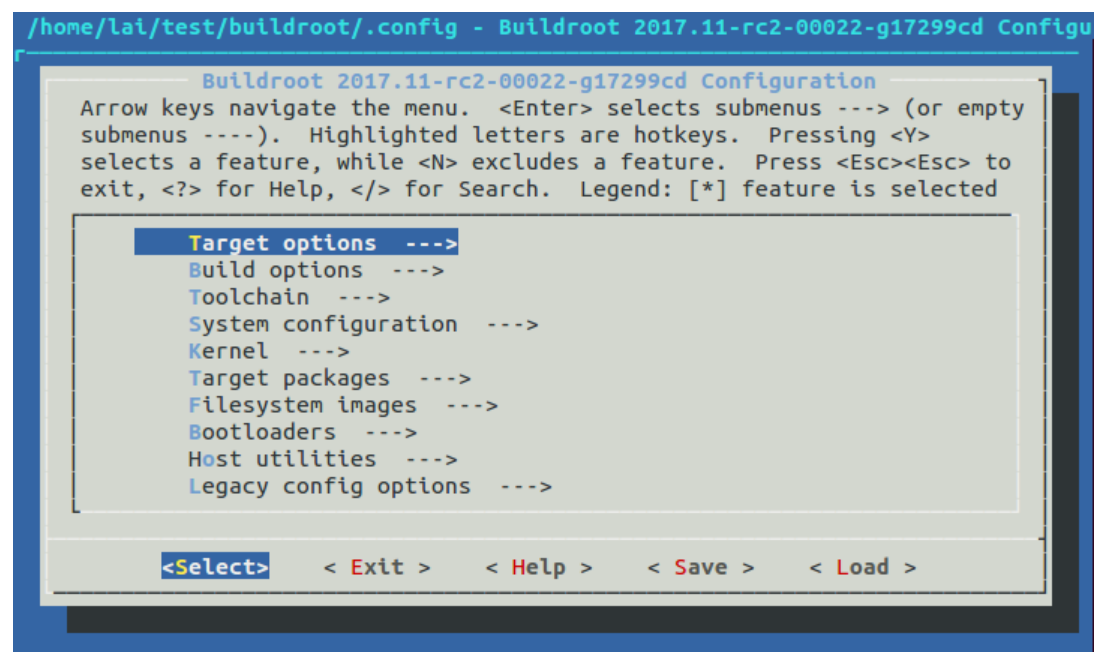 /home/lai/test/buildroot/.config - Buildroot 2017.11-rc2-00022-g17299cd Configu
Buildroot 2017.11-rc2-00022-g17299cd Configuration
Arrow keys navigate the menu.  <Enter> selects submenus ---> (or empty
submenus ----).  Highlighted letters are hotkeys.  Pressing <Y>
selects a feature, while <N> excludes a feature.  Press <Esc><Esc> to
exit, <?> for Help, </> for Search.  Legend: [*] feature is selected
Target options  --->
Build options  --->
Toolchain  --->
System configuration  --->
Kernel  --->
Target packages  --->
Filesystem images  --->
Bootloaders  --->
Host utilities  --->
Legacy config options  --->
<Select>    < Exit >    < Help >    < Save >    < Load >